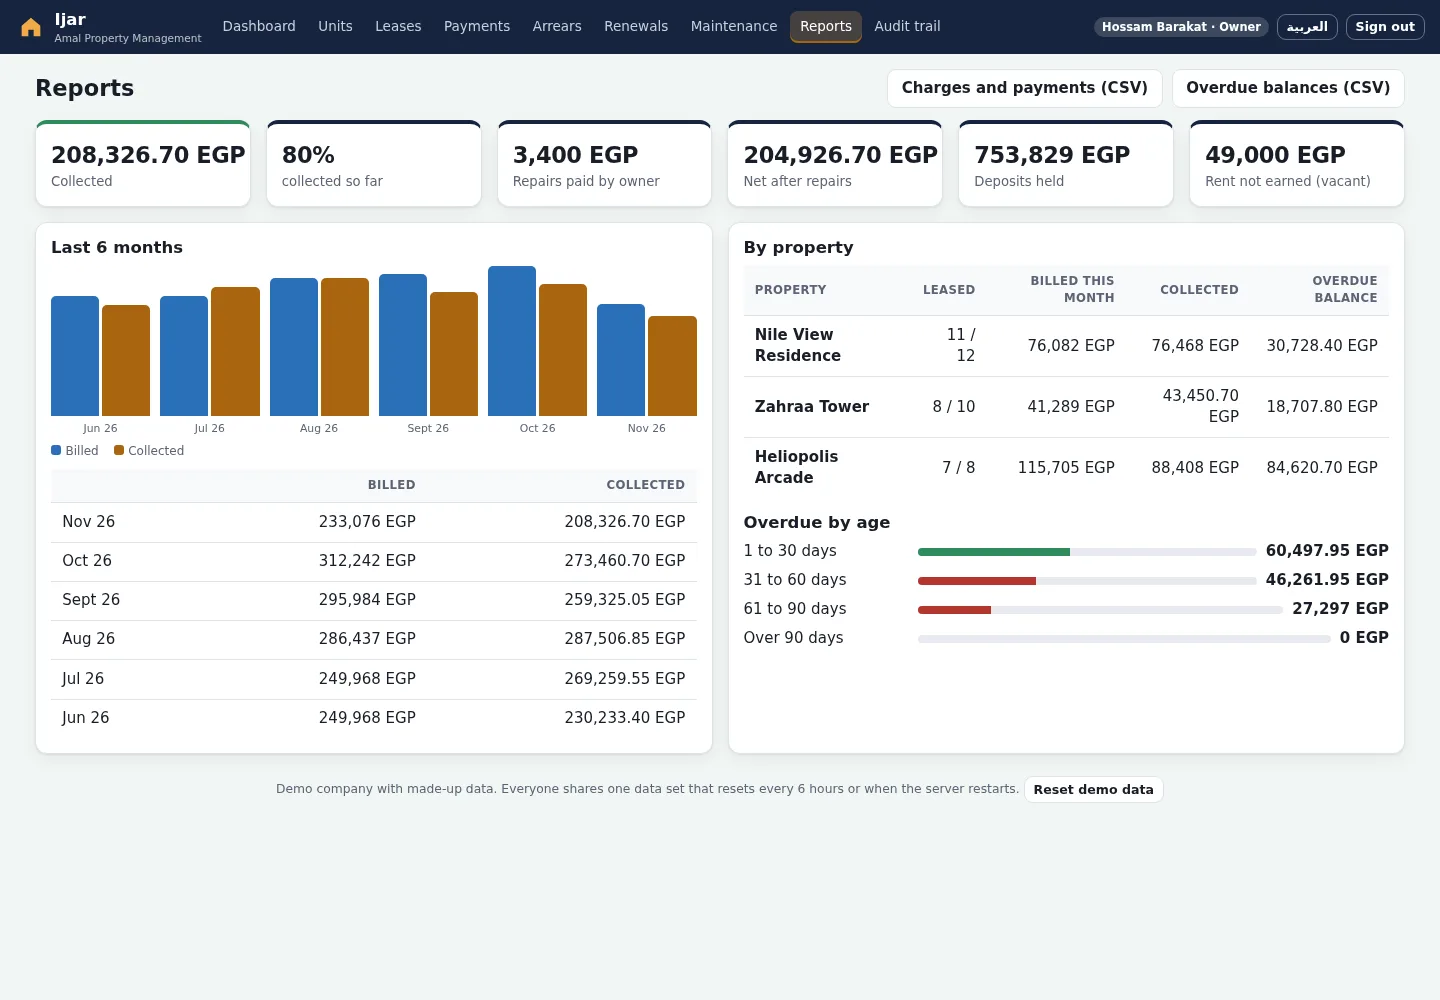 Ijar
Amal Property Management
Dashboard Units Leases Payments Arrears Renewals Maintenance Reports Audit trail
Hossam Barakat · Owner العربية Sign out
Reports
Charges and payments (CSV) Overdue balances (CSV)
208,326.70 EGP
Collected
80%
collected so far
3,400 EGP
Repairs paid by owner
204,926.70 EGP
Net after repairs
753,829 EGP
Deposits held
49,000 EGP
Rent not earned (vacant)
Last 6 months
Jun 26 Jul 26 Aug 26 Sept 26 Oct 26 Nov 26
Billed Collected
BILLED COLLECTED
Nov 26 233,076 EGP 208,326.70 EGP
Oct 26 312,242 EGP 273,460.70 EGP
Sept 26 295,984 EGP 259,325.05 EGP
Aug 26 286,437 EGP 287,506.85 EGP
Jul 26 249,968 EGP 269,259.55 EGP
Jun 26 249,968 EGP 230,233.40 EGP
By property
PROPERTY LEASED BILLED THIS MONTH COLLECTED OVERDUE BALANCE
Nile View Residence 11 / 12 76,082 EGP 76,468 EGP 30,728.40 EGP
Zahraa Tower 8 / 10 41,289 EGP 43,450.70 EGP 18,707.80 EGP
Heliopolis Arcade 7 / 8 115,705 EGP 88,408 EGP 84,620.70 EGP
Overdue by age
1 to 30 days 60,497.95 EGP
31 to 60 days 46,261.95 EGP
61 to 90 days 27,297 EGP
Over 90 days 0 EGP
Demo company with made-up data. Everyone shares one data set that resets every 6 hours or when the server restarts. Reset demo data